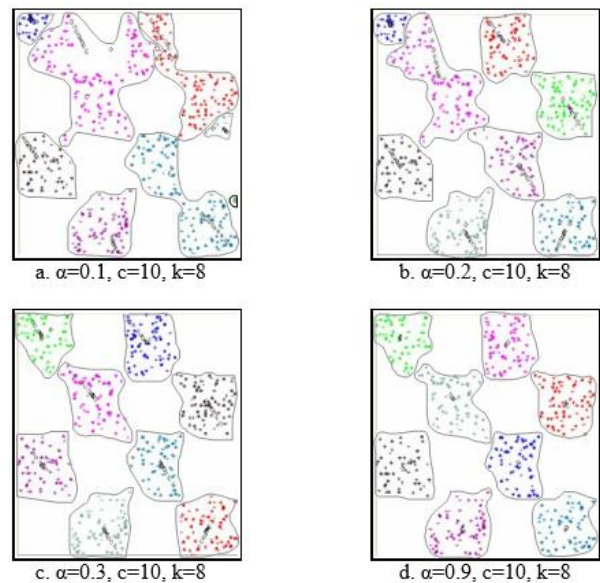 a. α=0.1, c=10, k=8
b. α=0.2, c=10, k=8
c. α=0.3, c=10, k=8
d. α=0.9, c=10, k=8